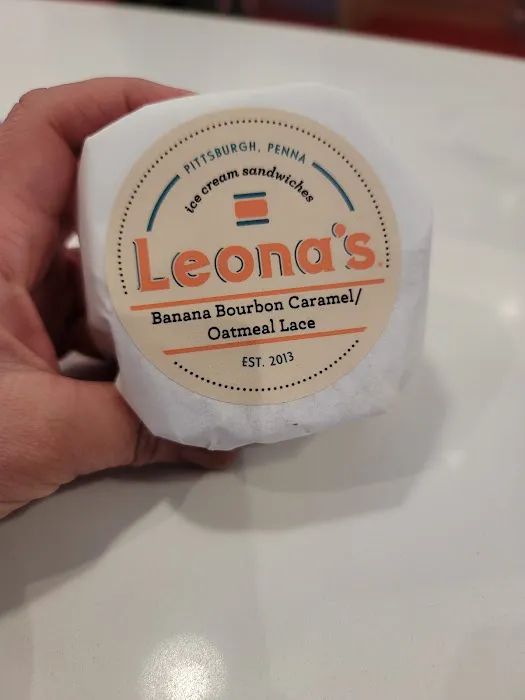 PITTSBURGH, PENNA
ice cream sandwiches
Leona's
Banana Bourbon Caramel/
Oatmeal Lace
EST. 2013